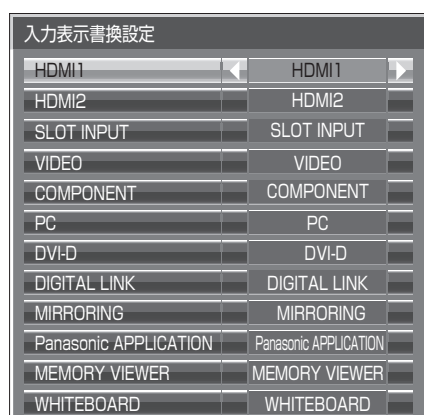 入力表示書換設定
HDMI1 HDMI1
HDMI2 HDMI2
SLOT INPUT SLOT INPUT
VIDEO VIDEO
COMPONENT COMPONENT
PC PC
DVI-D DVI-D
DIGITAL LINK DIGITAL LINK
MIRRORING MIRRORING
Panasonic APPLICATION Panasonic APPLICATION
MEMORY VIEWER MEMORY VIEWER
WHITEBOARD WHITEBOARD